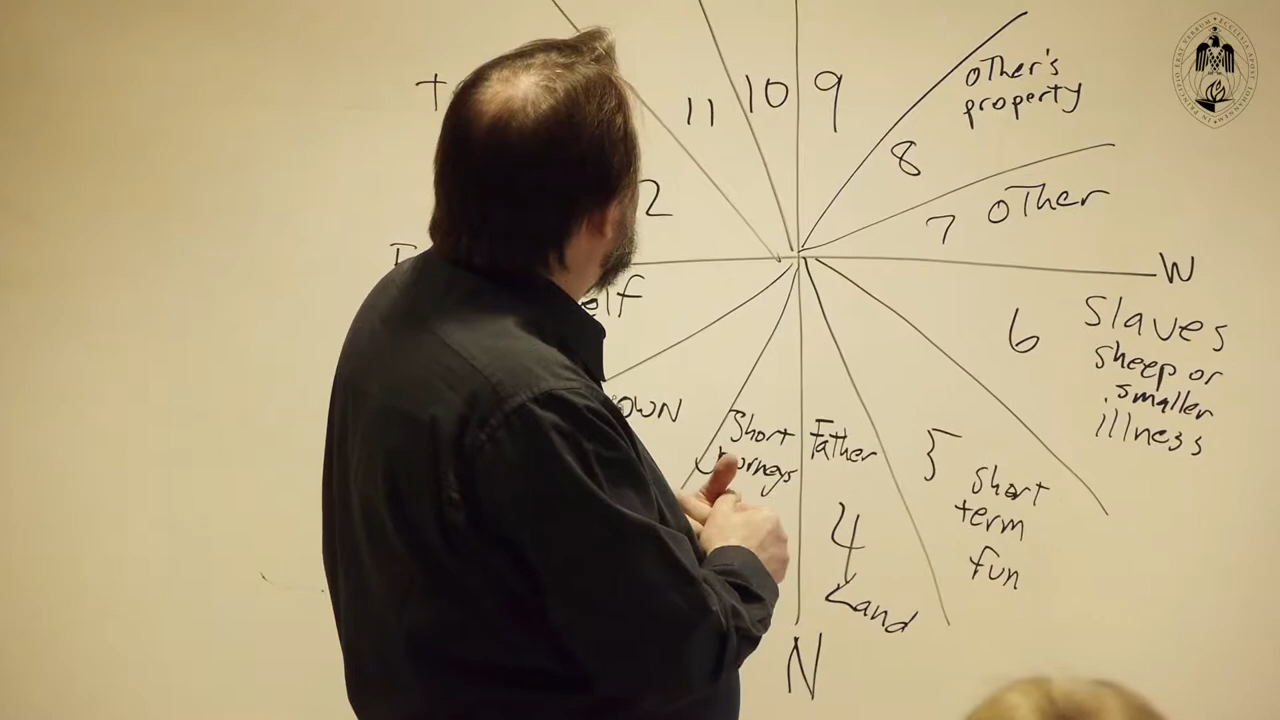 11
10
9
other's
property
8
2
7
other
W
elf
6
Slaves
sheep or
smaller
illness
own
Short
Journeys
Father
4
Land
5
short
term
fun
N